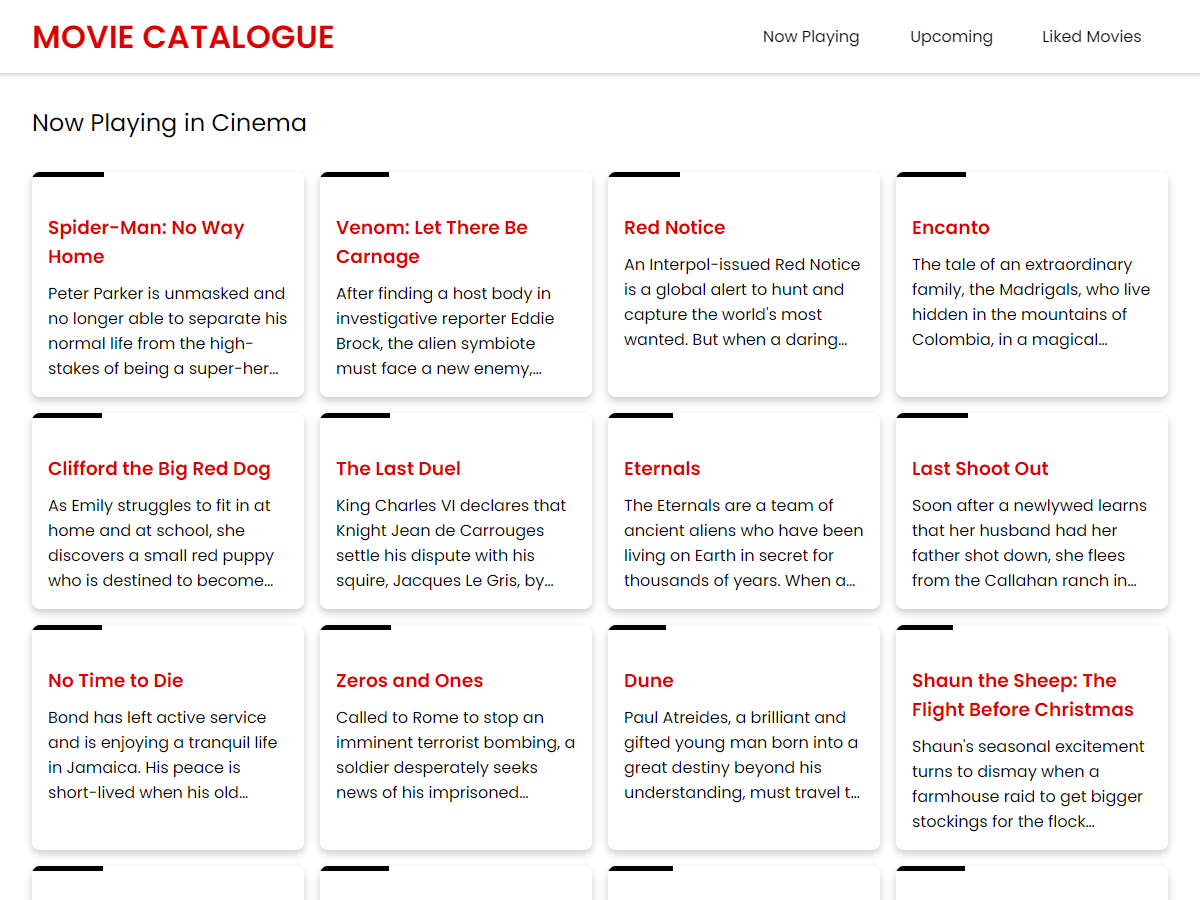 MOVIE CATALOGUE
Now Playing
Upcoming
Liked Movies
Now Playing in Cinema
Spider-Man: No Way
Home
Peter Parker is unmasked and
no longer able to separate his
normal life from the high-
stakes of being a super-her...
Venom: Let There Be
Carnage
After finding a host body in
investigative reporter Eddie
Brock, the alien symbiote
must face a new enemy,...
Red Notice
An Interpol-issued Red Notice
is a global alert to hunt and
capture the world's most
wanted. But when a daring...
Encanto
The tale of an extraordinary
family, the Madrigals, who live
hidden in the mountains of
Colombia, in a magical...
Clifford the Big Red Dog
As Emily struggles to fit in at
home and at school, she
discovers a small red puppy
who is destined to become...
The Last Duel
King Charles VI declares that
Knight Jean de Carrouges
settle his dispute with his
squire, Jacques Le Gris, by...
Eternals
The Eternals are a team of
ancient aliens who have been
living on Earth in secret for
thousands of years. When a...
Last Shoot Out
Soon after a newlywed learns
that her husband had her
father shot down, she flees
from the Callahan ranch in...
No Time to Die
Bond has left active service
and is enjoying a tranquil life
in Jamaica. His peace is
short-lived when his old...
Zeros and Ones
Called to Rome to stop an
imminent terrorist bombing, a
soldier desperately seeks
news of his imprisoned...
Dune
Paul Atreides, a brilliant and
gifted young man born into a
great destiny beyond his
understanding, must travel t...
Shaun the Sheep: The
Flight Before Christmas
Shaun's seasonal excitement
turns to dismay when a
farmhouse raid to get bigger
stockings for the flock...